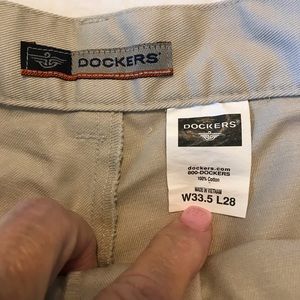 DOCKERS®
DOCKERS®
dockers.com
800-DOCKERS
100% Cotton
MADE IN VIETNAM
W33.5 L28